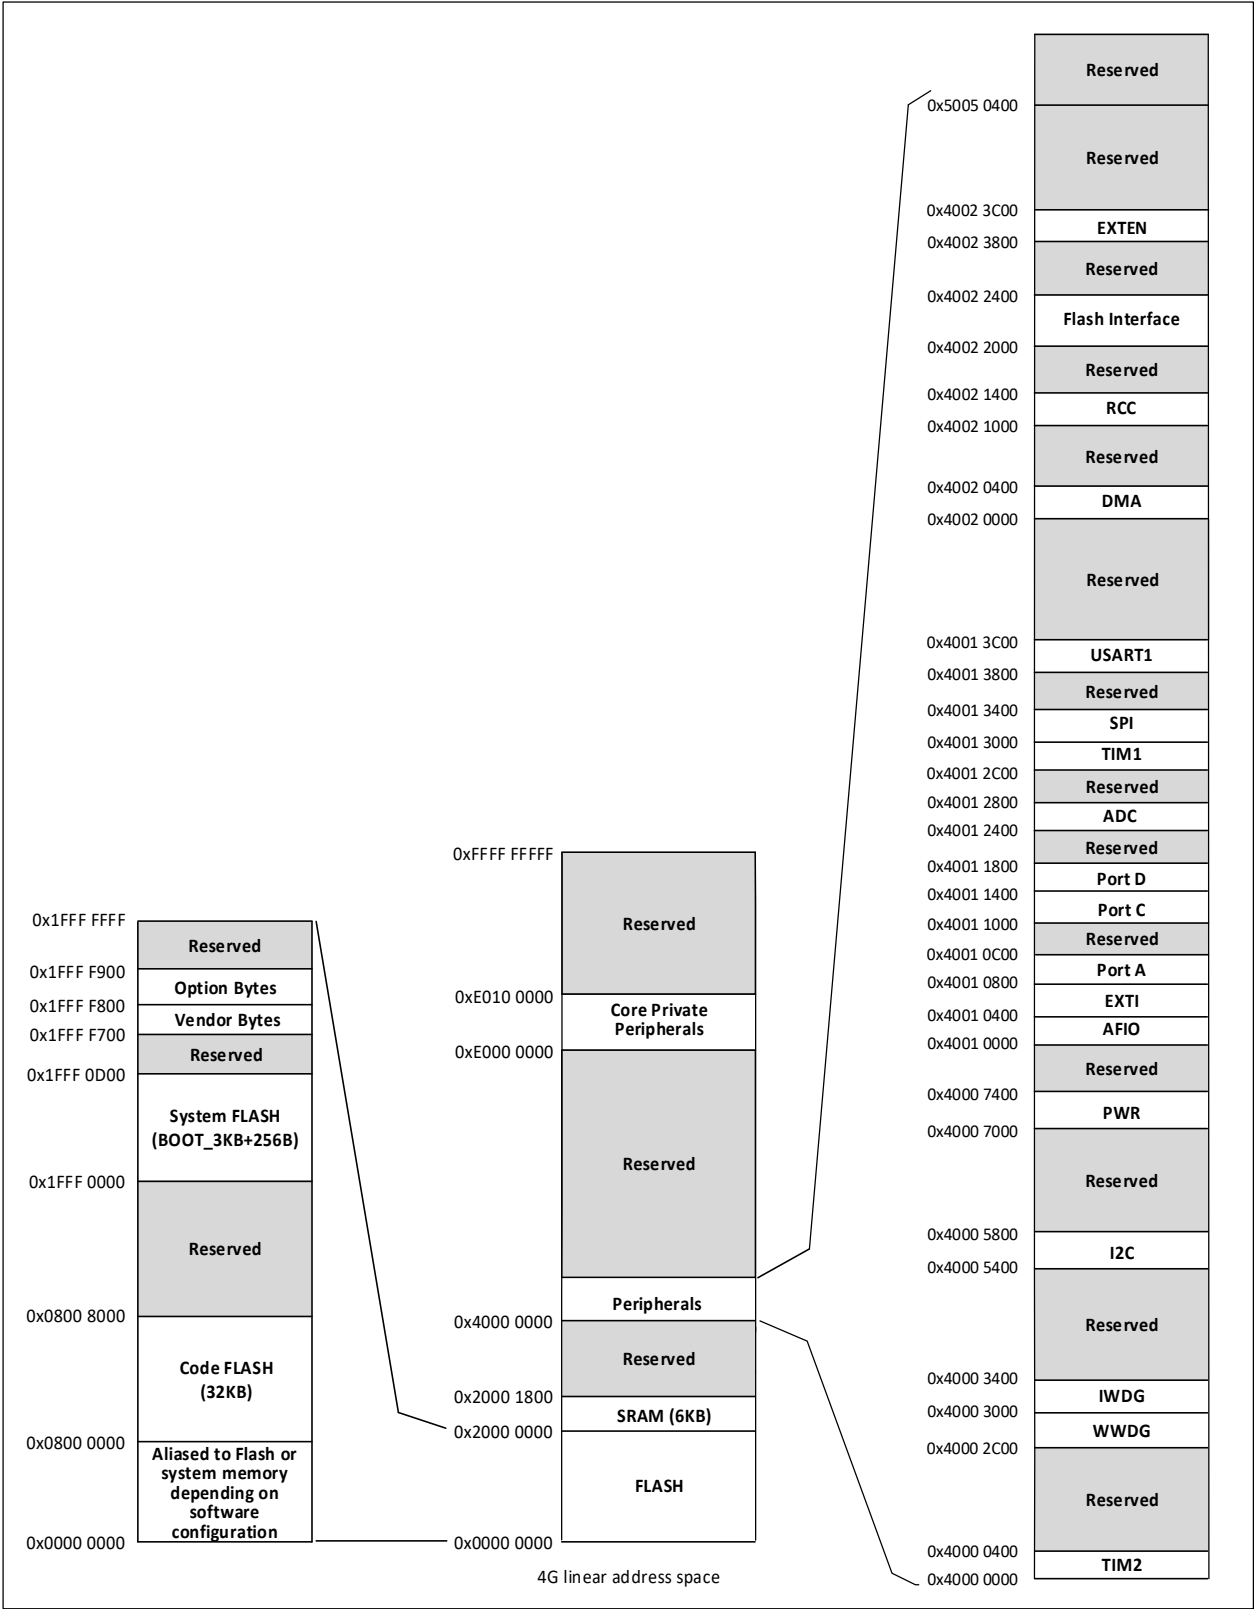 Reserved
0x5005 0400
Reserved
0x4002 3C00
EXTEN
0x4002 3800
Reserved
0x4002 2400
Flash Interface
0x4002 2000
Reserved
0x4002 1400
RCC
0x4002 1000
Reserved
0x4002 0400
DMA
0x4002 0000
Reserved
0x4001 3C00
USART1
0x4001 3800
Reserved
0x4001 3400
SPI
0x4001 3000
TIM1
0x4001 2C00
Reserved
0x4001 2800
ADC
0x4001 2400
Reserved
0x4001 1800
Port D
0x4001 1400
Port C
0x4001 1000
Reserved
0x4001 0C00
Port A
0x4001 0800
EXTI
0x4001 0400
AFIO
0x4001 0000
Reserved
0x4000 7400
PWR
0x4000 7000
Reserved
0x4000 5800
I2C
0x4000 5400
Reserved
0x4000 3400
IWDG
0x4000 3000
WWDG
0x4000 2C00
Reserved
0x4000 0400
TIM2
0x4000 0000
0xFFFF FFFFF
Reserved
0xE010 0000
Core Private
Peripherals
0xE000 0000
Reserved
Peripherals
0x4000 0000
Reserved
0x2000 1800
SRAM (6KB)
0x2000 0000
FLASH
0x0000 0000
0x1FFF FFFF
Reserved
0x1FFF F900
Option Bytes
0x1FFF F800
Vendor Bytes
0x1FFF F700
Reserved
0x1FFF 0D00
System FLASH
(BOOT_3KB+256B)
0x1FFF 0000
Reserved
0x0800 8000
Code FLASH
(32KB)
0x0800 0000
Aliased to Flash or
system memory
depending on
software
configuration
0x0000 0000
4G linear address space